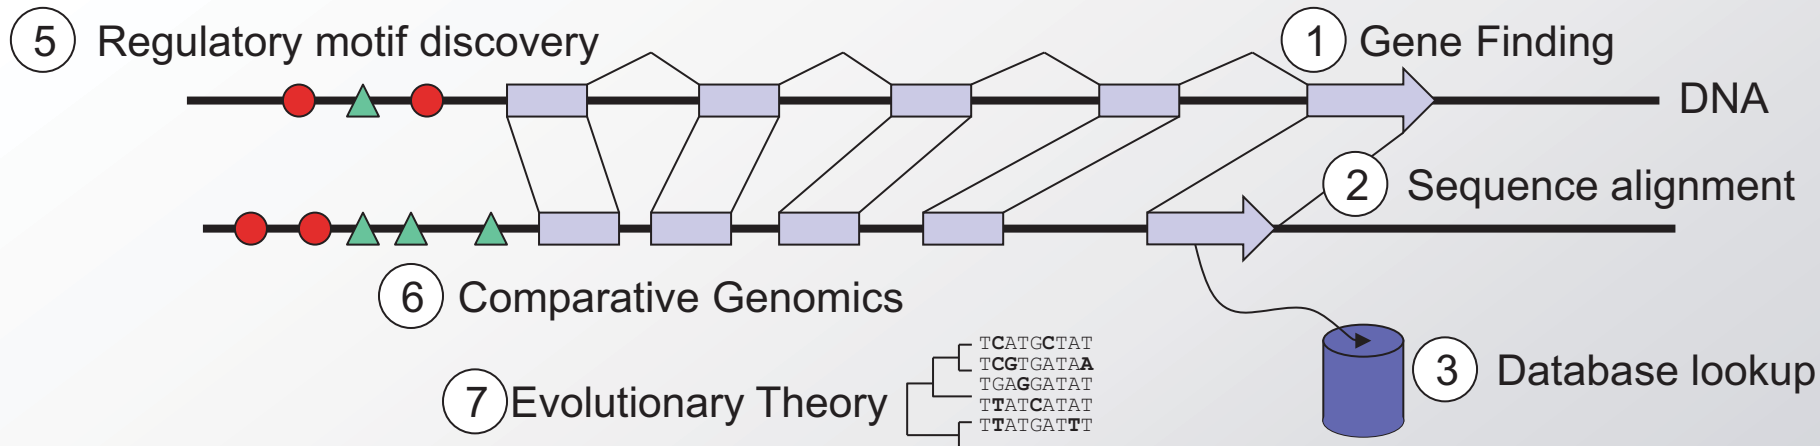 5 Regulatory motif discovery
1 Gene Finding
DNA
2 Sequence alignment
6 Comparative Genomics
TCATGCTAT
TCGTGATAA
TGAGGATAT
TTATCATAT
TTATGATTT
3 Database lookup
7 Evolutionary Theory